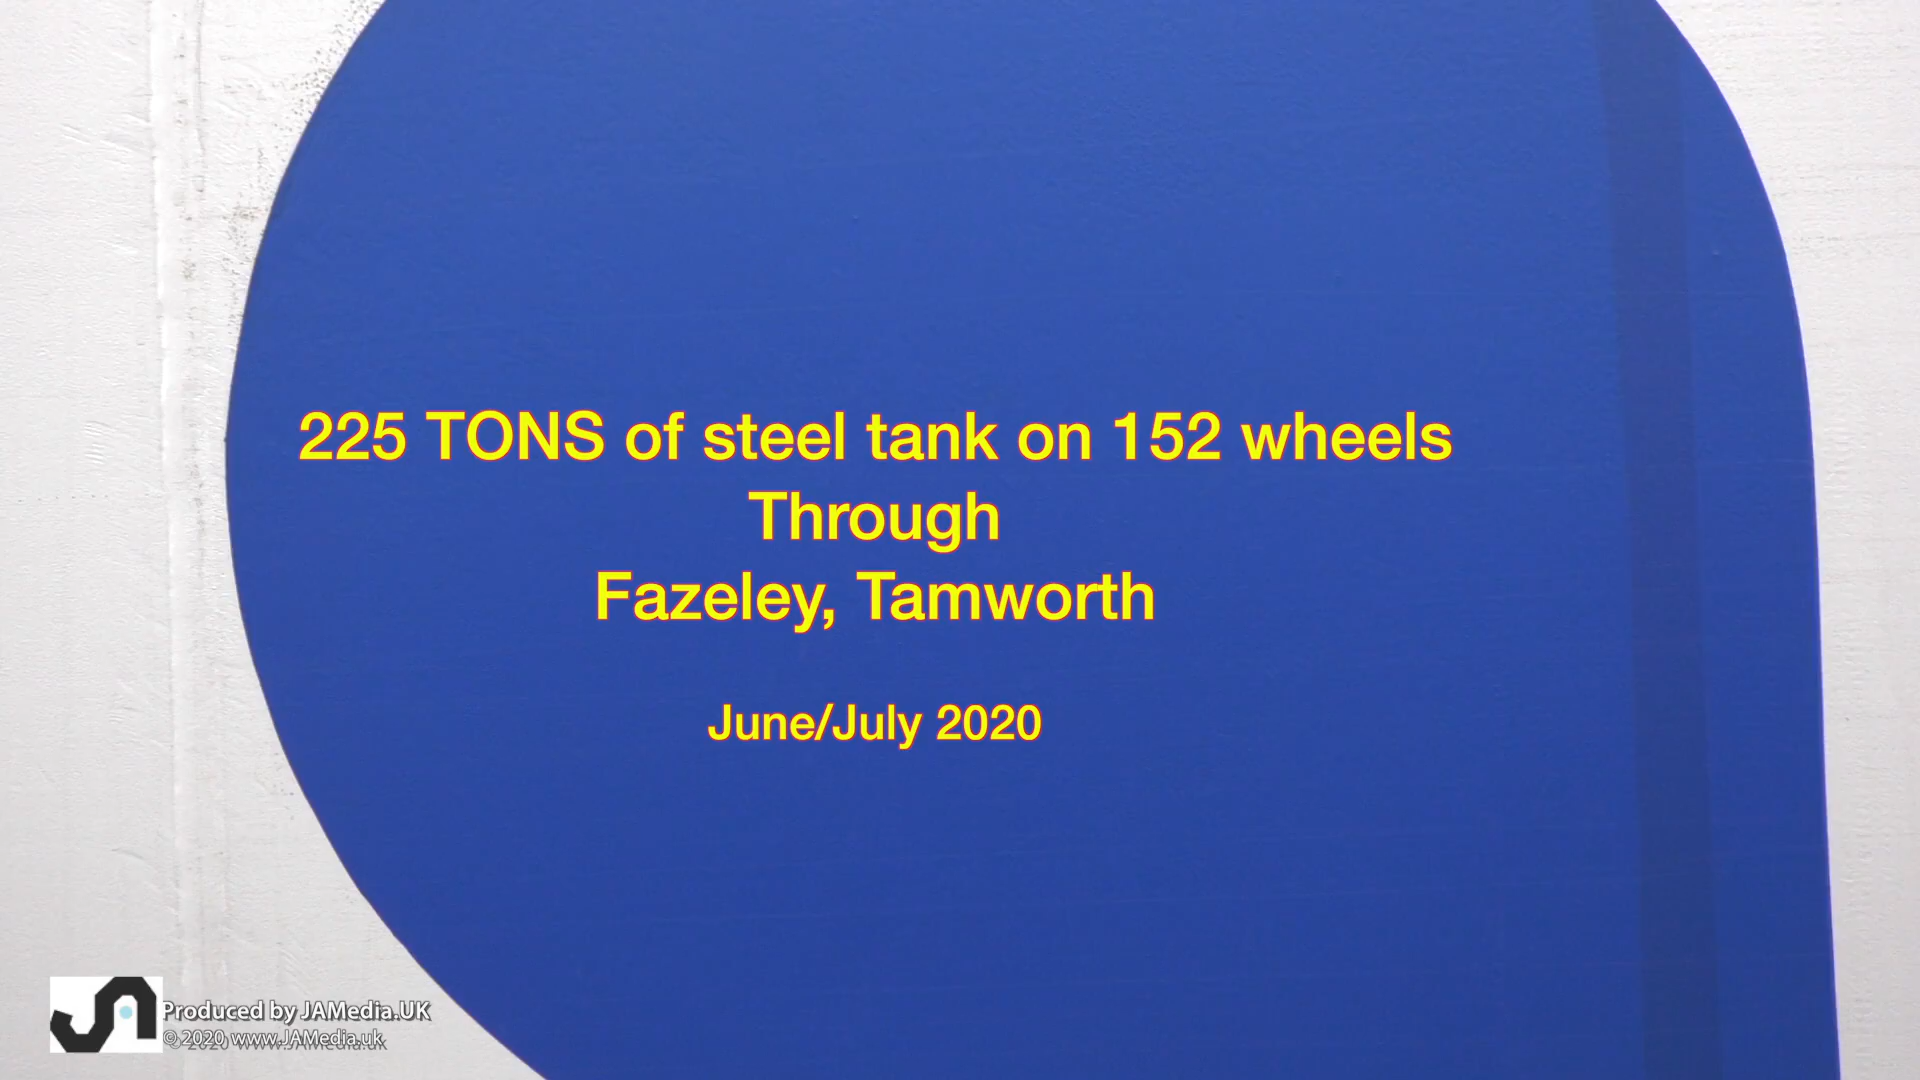 225 TONS of steel tank on 152 wheels
Through
Fazeley, Tamworth
June/July 2020
Produced by JAMedia.UK
© 2020 www.JAMedia.uk